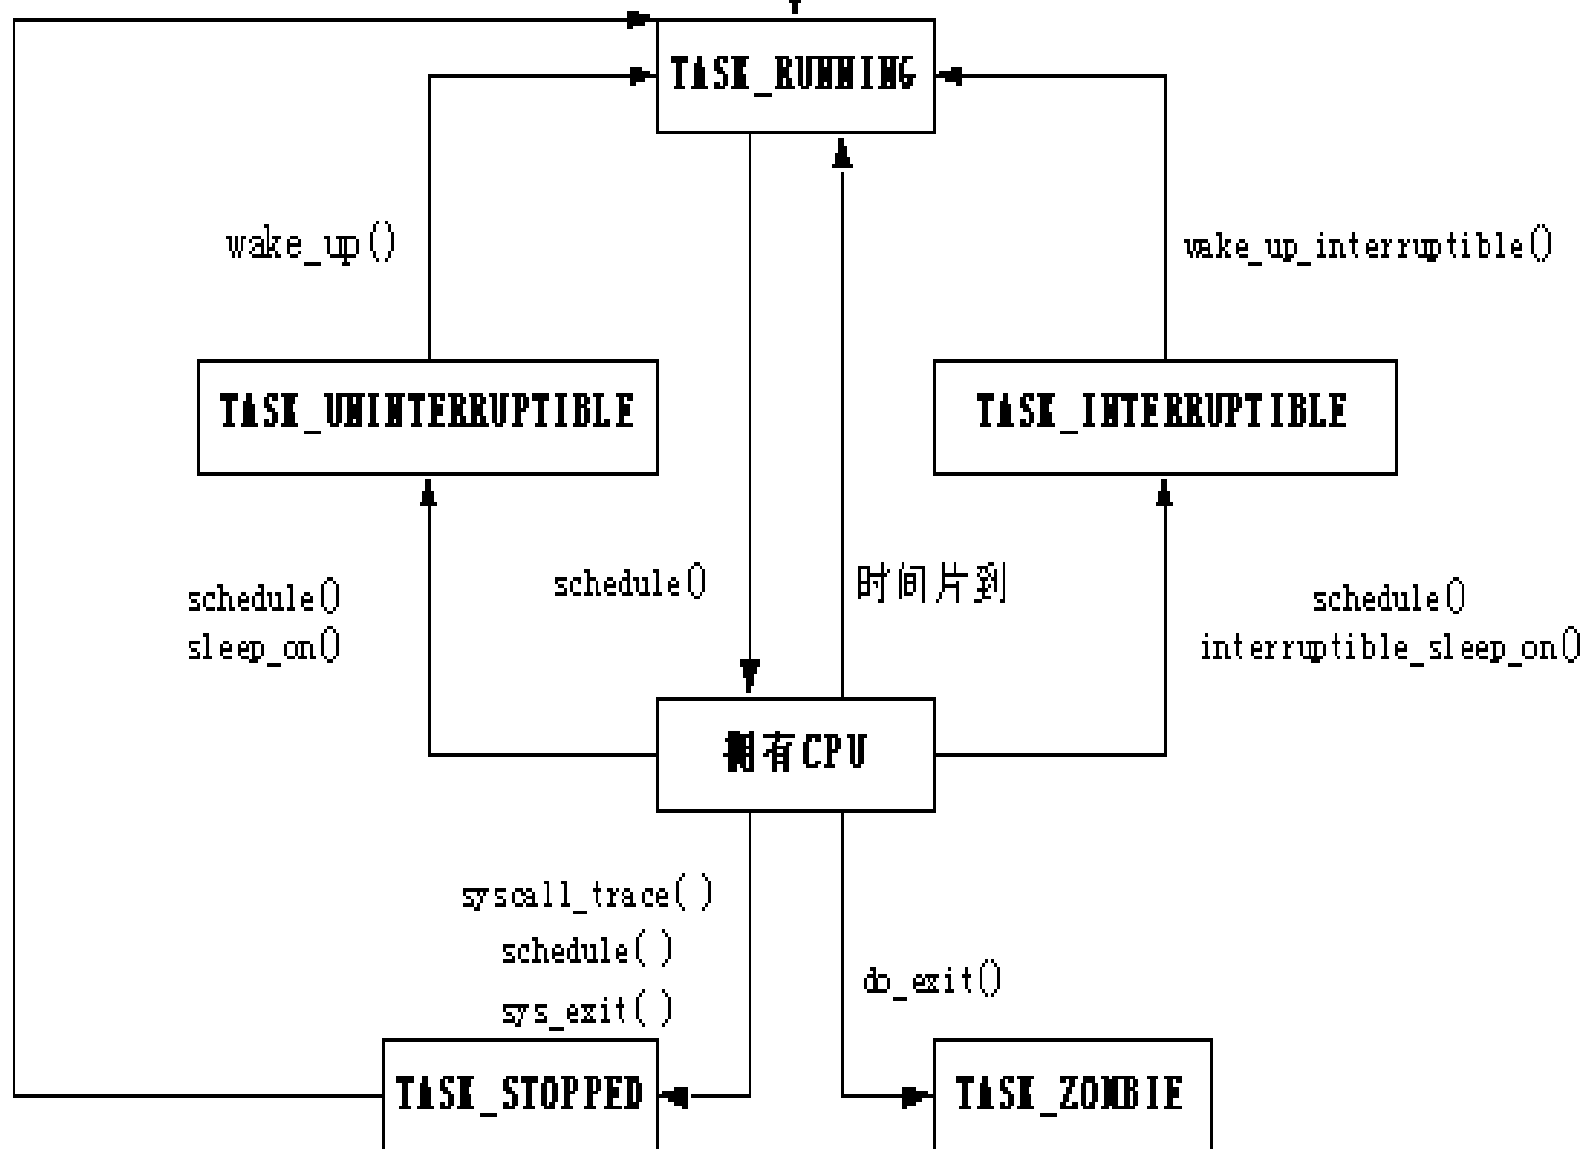 TASK_RUNNING
wake_up()
wake_up_interruptible()
TASK_UNINTERRUPTIBLE
TASK_INTERRUPTIBLE
schedule()
sleep_on()
schedule()
时间片到
schedule()
interruptible_sleep_on()
拥有CPU
syscall_trace( )
schedule( )
sys_exit( )
do_exit()
TASK_STOPPED
TASK_ZOMBIE